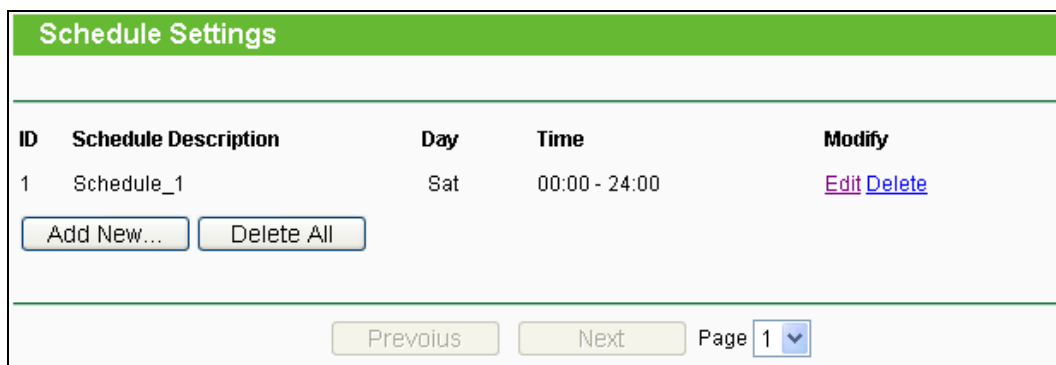 Schedule Settings
ID Schedule Description Day Time Modify
1 Schedule_1 Sat 00:00 - 24:00 Edit Delete
Add New... Delete All
Prevoius Next Page 1